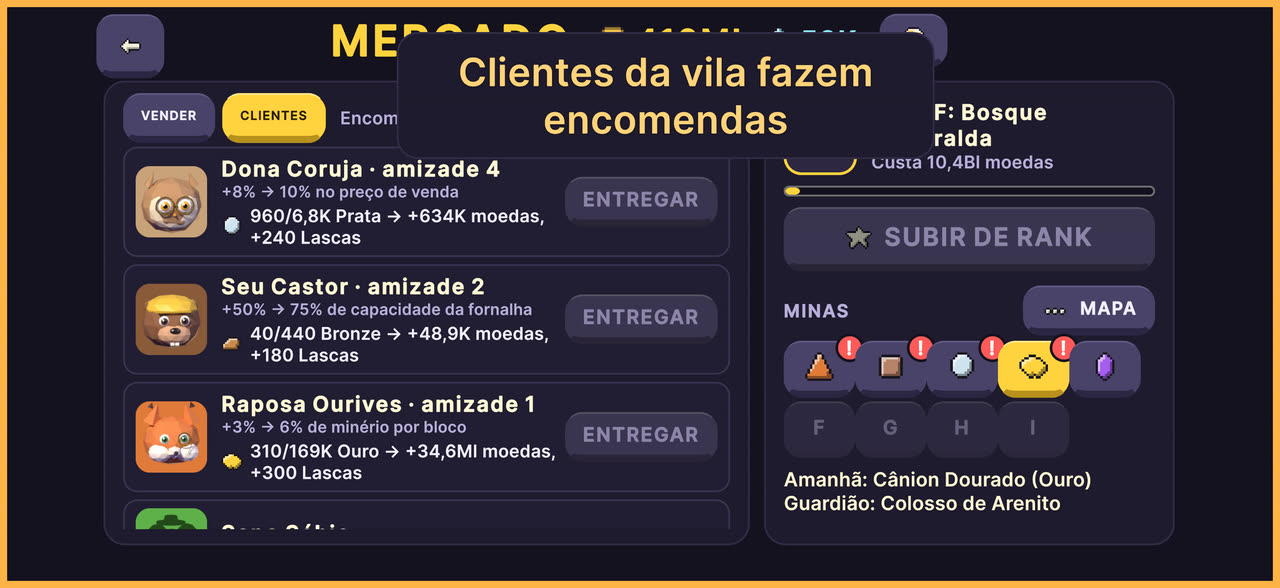 Clientes da vila fazem
encomendas
VENDER
CLIENTES
F: Bosque
Custa 10,4BI moedas
Dona Coruja · amizade 4
+8% → 10% no preço de venda
960/6,8K Prata → +634K moedas,
+240 Lascas
ENTREGAR
Seu Castor · amizade 2
+50% → 75% de capacidade da fornalha
40/440 Bronze → +48,9K moedas,
+180 Lascas
ENTREGAR
Raposa Ourives · amizade 1
+3% → 6% de minério por bloco
310/169K Ouro → +34,6MI moedas,
+300 Lascas
ENTREGAR
SUBIR DE RANK
MINAS
MAPA
F G H I
Amanhã: Cânion Dourado (Ouro)
Guardião: Colosso de Arenito